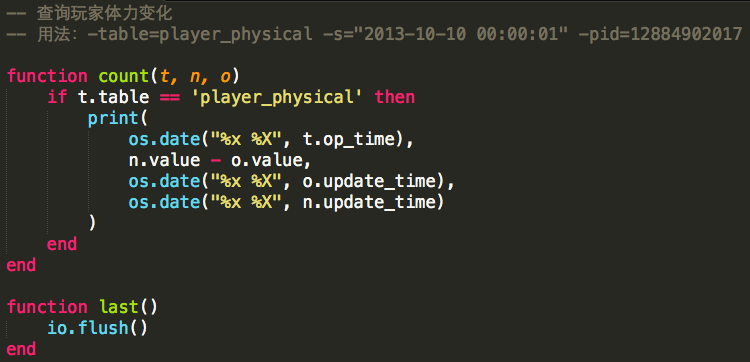 -- 查询玩家体力变化
-- 用法: -table=player_physical -s="2013-10-10 00:00:01" -pid=12884902017
function count(t, n, o)
if t.table == 'player_physical' then
print(
os.date("%x %X", t.op_time),
n.value - o.value,
os.date("%x %X", o.update_time),
os.date("%x %X", n.update_time)
)
end
end
function last()
io.flush()
end